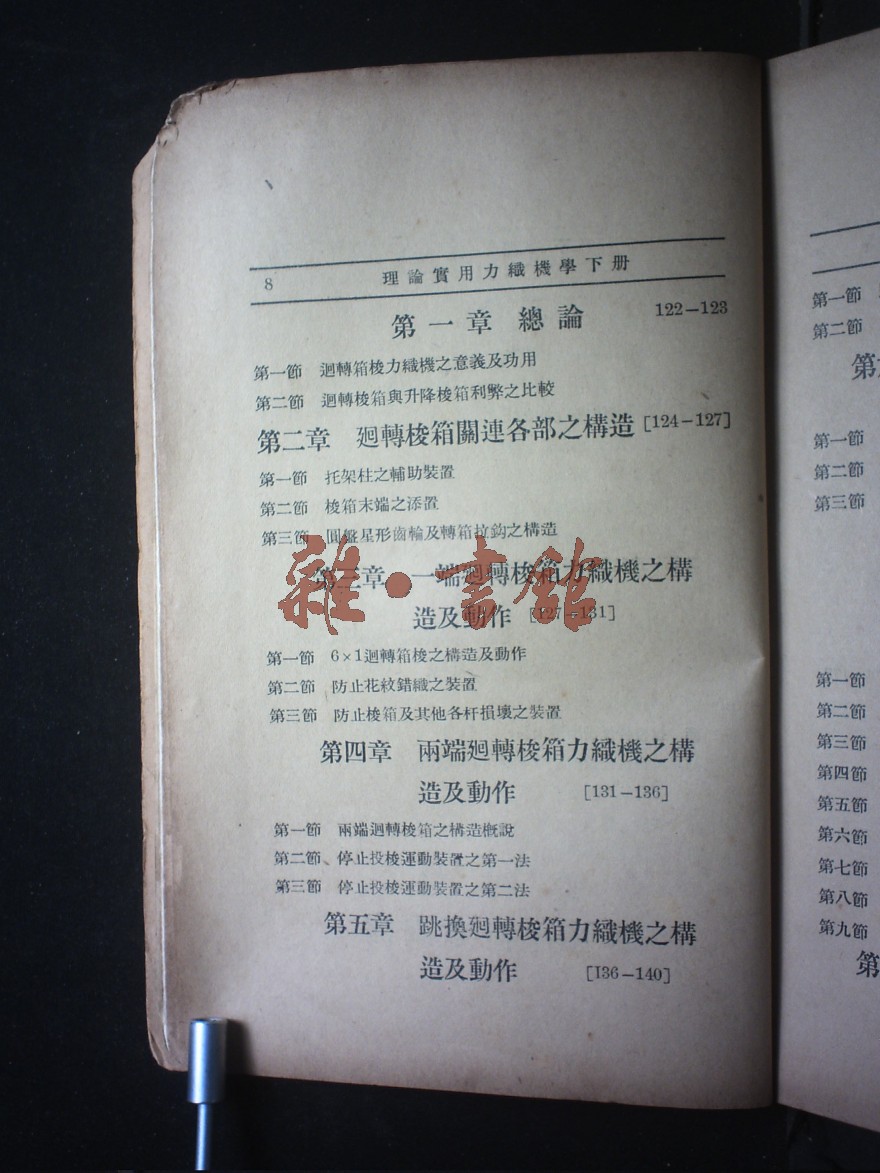 8
理論實用力織機學下册
第一章 總論 122—123
第一節 迴轉箱梭力織機之意義及功用
第二節 迴轉梭箱與升降梭箱利弊之比較
第二章 廻轉梭箱關連各部之構造 [124—127]
第一節 托架柱之輔助裝置
第二節 梭箱末端之添置
第三節 圓盤星形齒輪及轉箱拉鈎之構造
第三章 一端廻轉梭箱力織機之構
造及動作 [127—131]
第一節 6×1迴轉箱梭之構造及動作
第二節 防止花紋錯織之裝置
第三節 防止梭箱及其他各杆損壞之裝置
第四章 兩端廻轉梭箱力織機之構
造及動作 [131—136]
第一節 兩端迴轉梭箱之構造概說
第二節 停止投梭運動裝置之第一法
第三節 停止投梭運動裝置之第二法
第五章 跳換廻轉梭箱力織機之構
造及動作 [136—140]
雜·書館
第一節
第二節
第
第一節
第二節
第三節
第一節
第二節
第三節
第四節
第五節
第六節
第七節
第八節
第九節
第